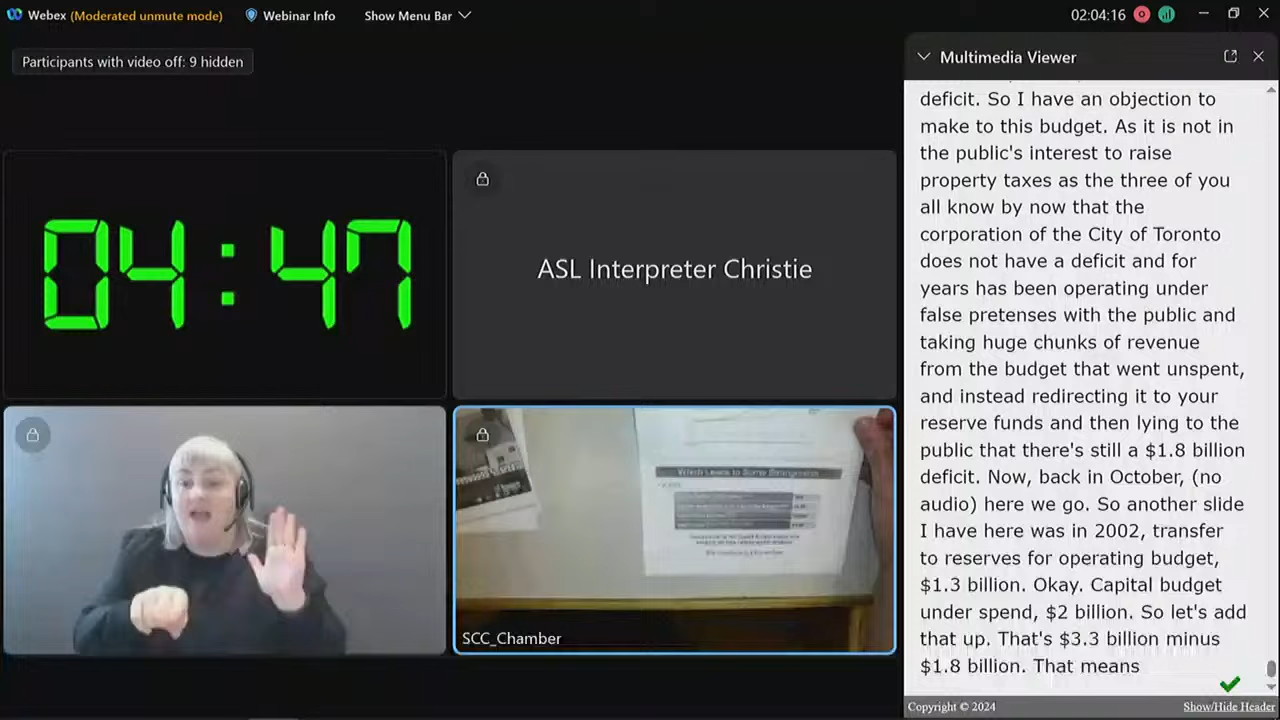 Webex (Moderated unmute mode) Webinar Info Show Menu Bar 02:04:16
Participants with video off: 9 hidden
04:47
ASL Interpreter Christie
SCC_Chamber
Which Leads to Some Strangeness
Multimedia Viewer
deficit. So I have an objection to
make to this budget. As it is not in
the public's interest to raise
property taxes as the three of you
all know by now that the
corporation of the City of Toronto
does not have a deficit and for
years has been operating under
false pretenses with the public and
taking huge chunks of revenue
from the budget that went unspent,
and instead redirecting it to your
reserve funds and then lying to the
public that there's still a $1.8 billion
deficit. Now, back in October, (no
audio) here we go. So another slide
I have here was in 2002, transfer
to reserves for operating budget,
$1.3 billion. Okay. Capital budget
under spend, $2 billion. So let's add
that up. That's $3.3 billion minus
$1.8 billion. That means
Copyright © 2024 Show/Hide Header